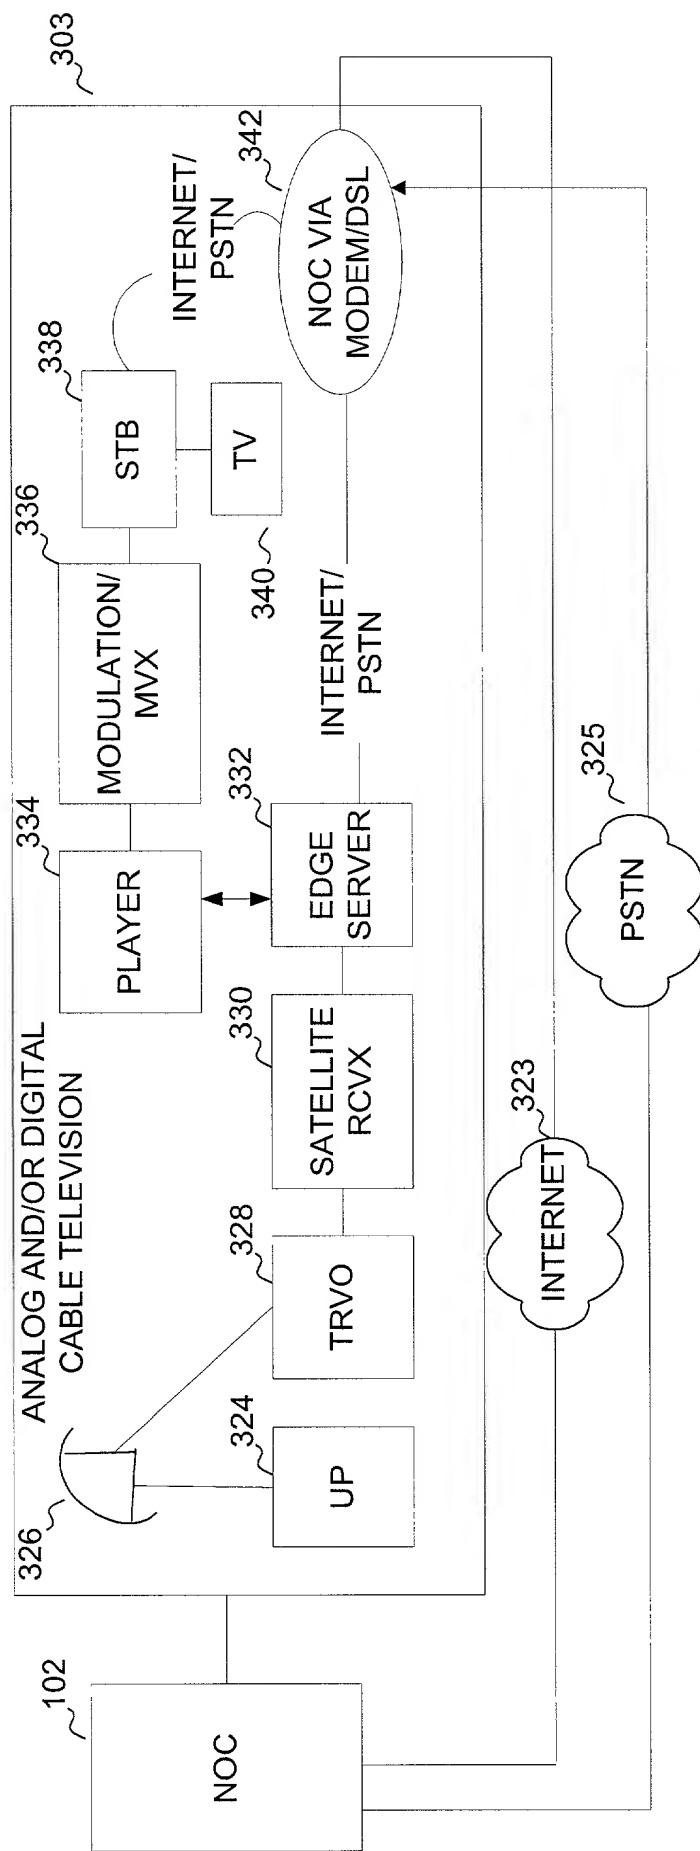 303
ANALOG AND/OR DIGITAL
CABLE TELEVISION
334
PLAYER
336
MODULATION/
MVX
338
STB
INTERNET/
PSTN
342
NOC VIA
MODEM/DSL
340
TV
326
324
UP
328
TRVO
330
SATELLITE
RCVX
332
EDGE
SERVER
INTERNET/
PSTN
102
NOC
323
INTERNET
325
PSTN